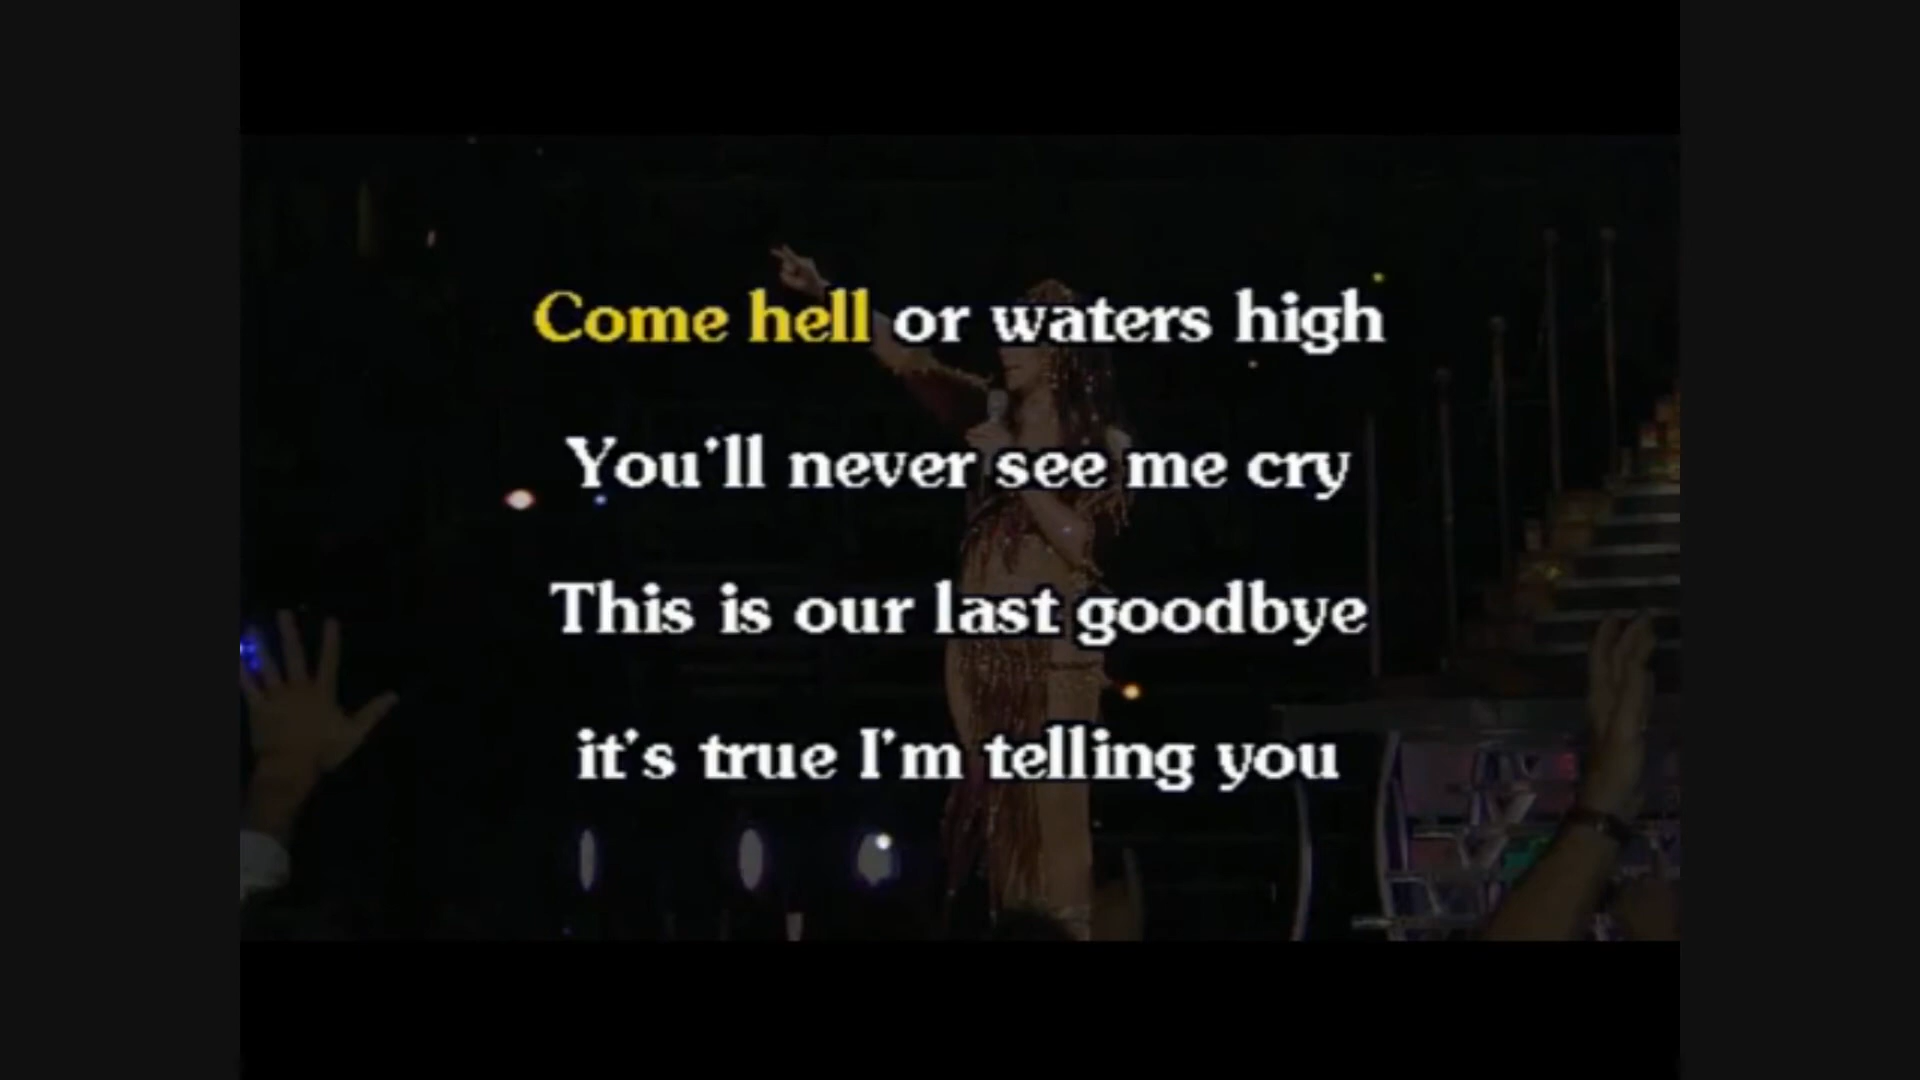 Come hell or waters high
You'll never see me cry
This is our last goodbye
it's true I'm telling you